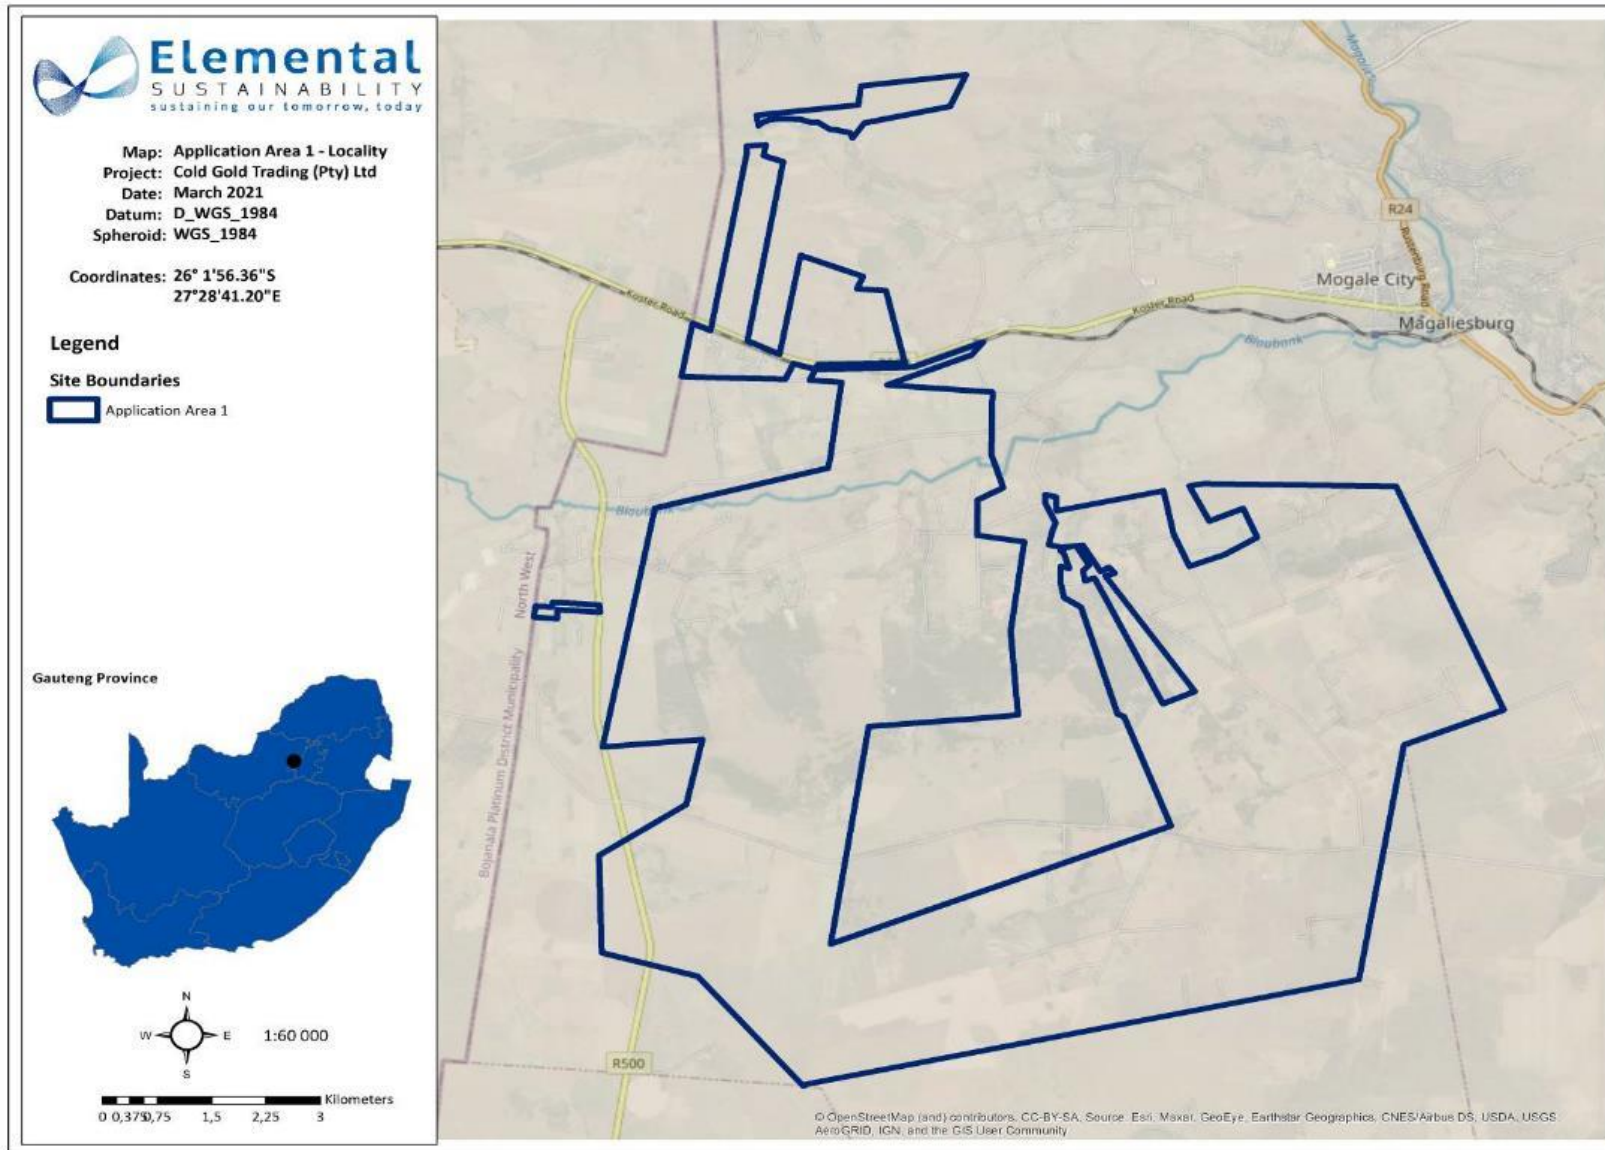 Elemental
SUSTAINABILITY
sustaining our tomorrow, today
Map: Application Area 1 - Locality
Project: Cold Gold Trading (Pty) Ltd
Date: March 2021
Datum: D_WGS_1984
Spheroid: WGS_1984
Coordinates: 26° 1'56.36"S
27°28'41.20"E
Legend
Site Boundaries
Application Area 1
Gauteng Province
N
W E
S
1:60 000
Kilometers
0 0,375 0,75 1,5 2,25 3
R24
Rustenburg Road
Mogale City
Magaliesburg
Koster Road
Koster Road
Blaubank
Blaubank
North West
Bojanala Platinum District Municipality
R500
© OpenStreetMap (and) contributors, CC-BY-SA, Source: Esri, Maxar, GeoEye, Earthstar Geographics, CNES/Airbus DS, USDA, USGS,
AeroGRID, IGN, and the GIS User Community